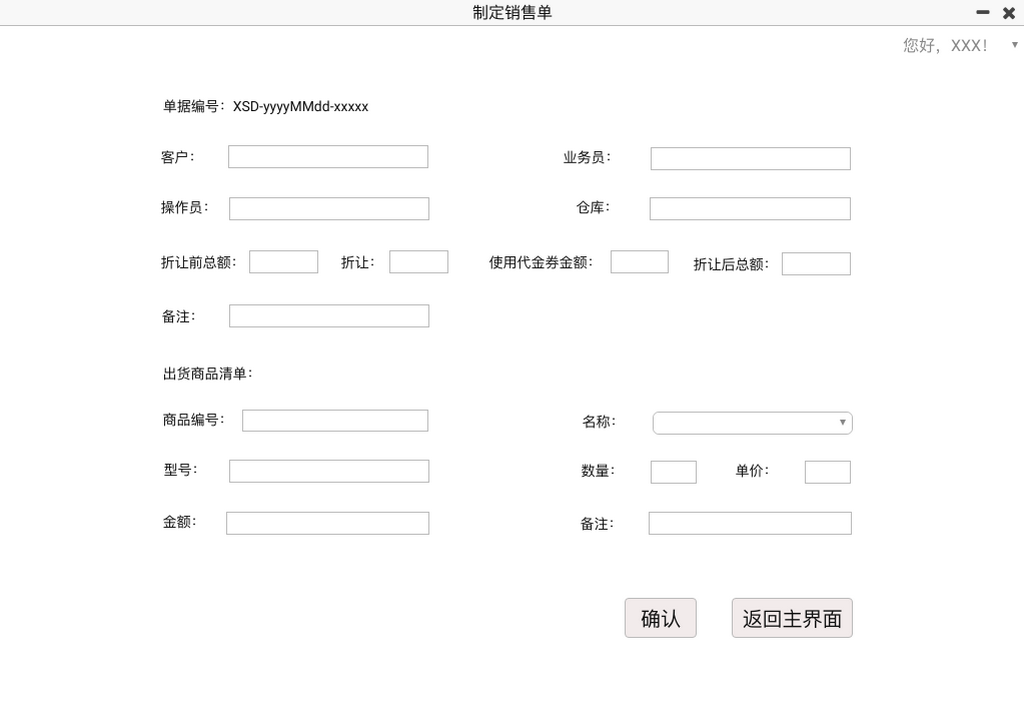 制定销售单
您好，XXX！
单据编号：XSD-yyyyMMdd-xxxxx
客户： 业务员：
操作员： 仓库：
折让前总额： 折让： 使用代金券金额： 折让后总额：
备注：
出货商品清单：
商品编号： 名称：
型号： 数量： 单价：
金额： 备注：
确认 返回主界面